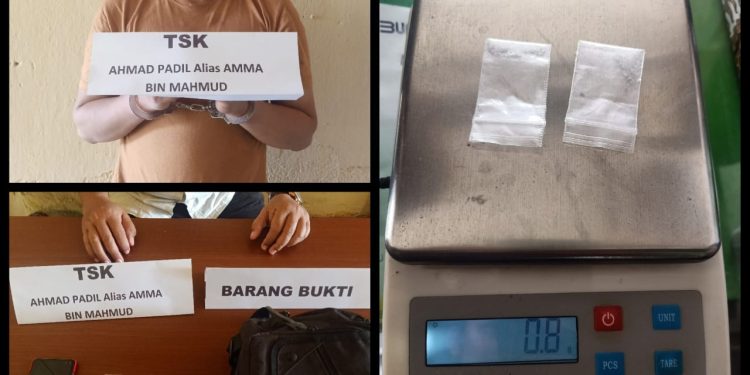 TSK
AHMAD PADIL Alias AMMA
BIN MAHMUD
TSK
AHMAD PADIL Alias AMMA
BIN MAHMUD
BARANG BUKTI
0.8
UNIT
PCS
TARE